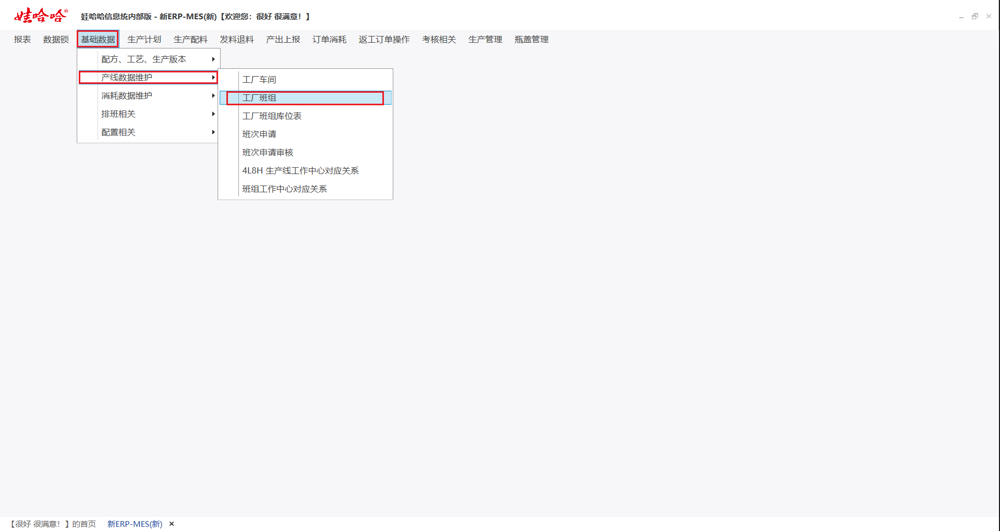 娃哈哈® 娃哈哈信息统内部版 - 新ERP-MES(新)【欢迎您：很好 很满意！】
报表 数据锁 基础数据 生产计划 生产配料 发料退料 产出上报 订单消耗 返工订单操作 考核相关 生产管理 瓶盖管理
配方、工艺、生产版本
产线数据维护
消耗数据维护
排班相关
配置相关
工厂车间
工厂班组
工厂班组库位表
班次申请
班次申请审核
4L8H 生产线工作中心对应关系
班组工作中心对应关系
【很好 很满意！】的首页 新ERP-MES(新) ×